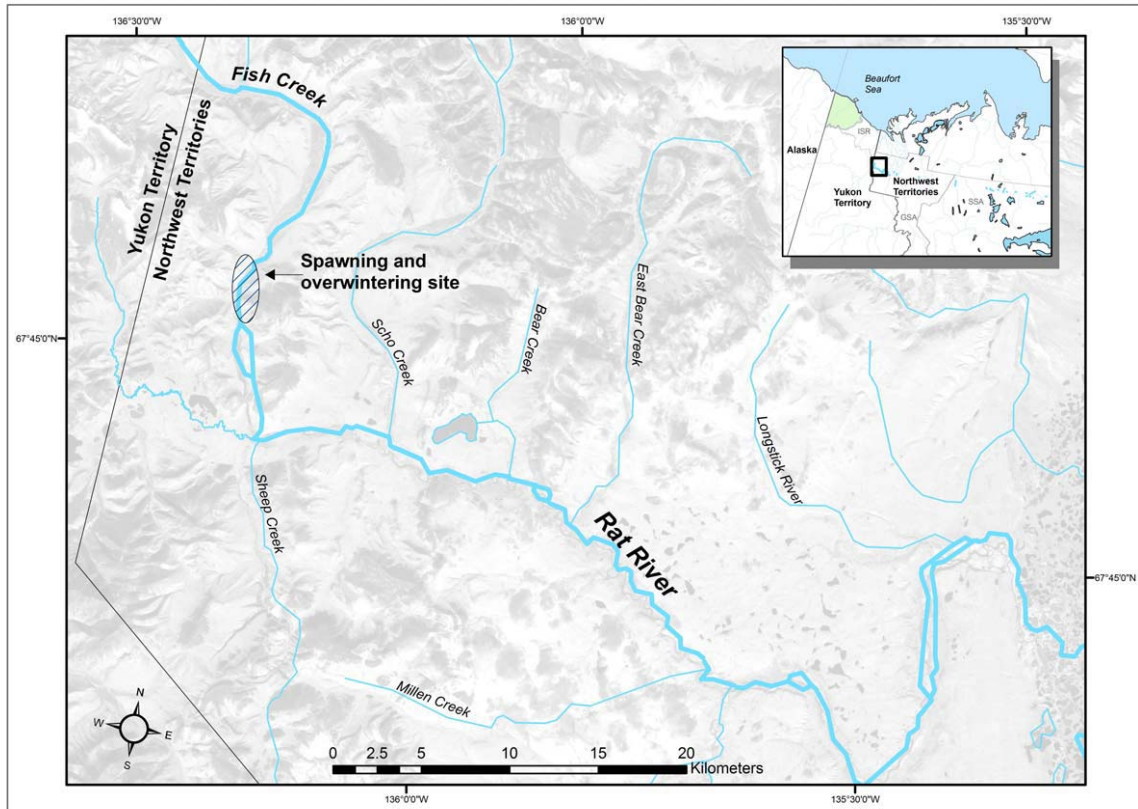 136°30'0"W
136°0'0"W
135°30'0"W
Fish Creek
Beaufort
Sea
ISR
Alaska
Northwest
Territories
Yukon
Territory
GSA
SSA
Yukon Territory
Northwest Territories
Spawning and
overwintering site
67°45'0"N
Scho Creek
Bear Creek
East Bear Creek
Longstick River
Sheep Creek
Rat River
67°45'0"N
Millen Creek
N
W
E
S
0 2.5 5 10 15 20
Kilometers
136°0'0"W
135°30'0"W